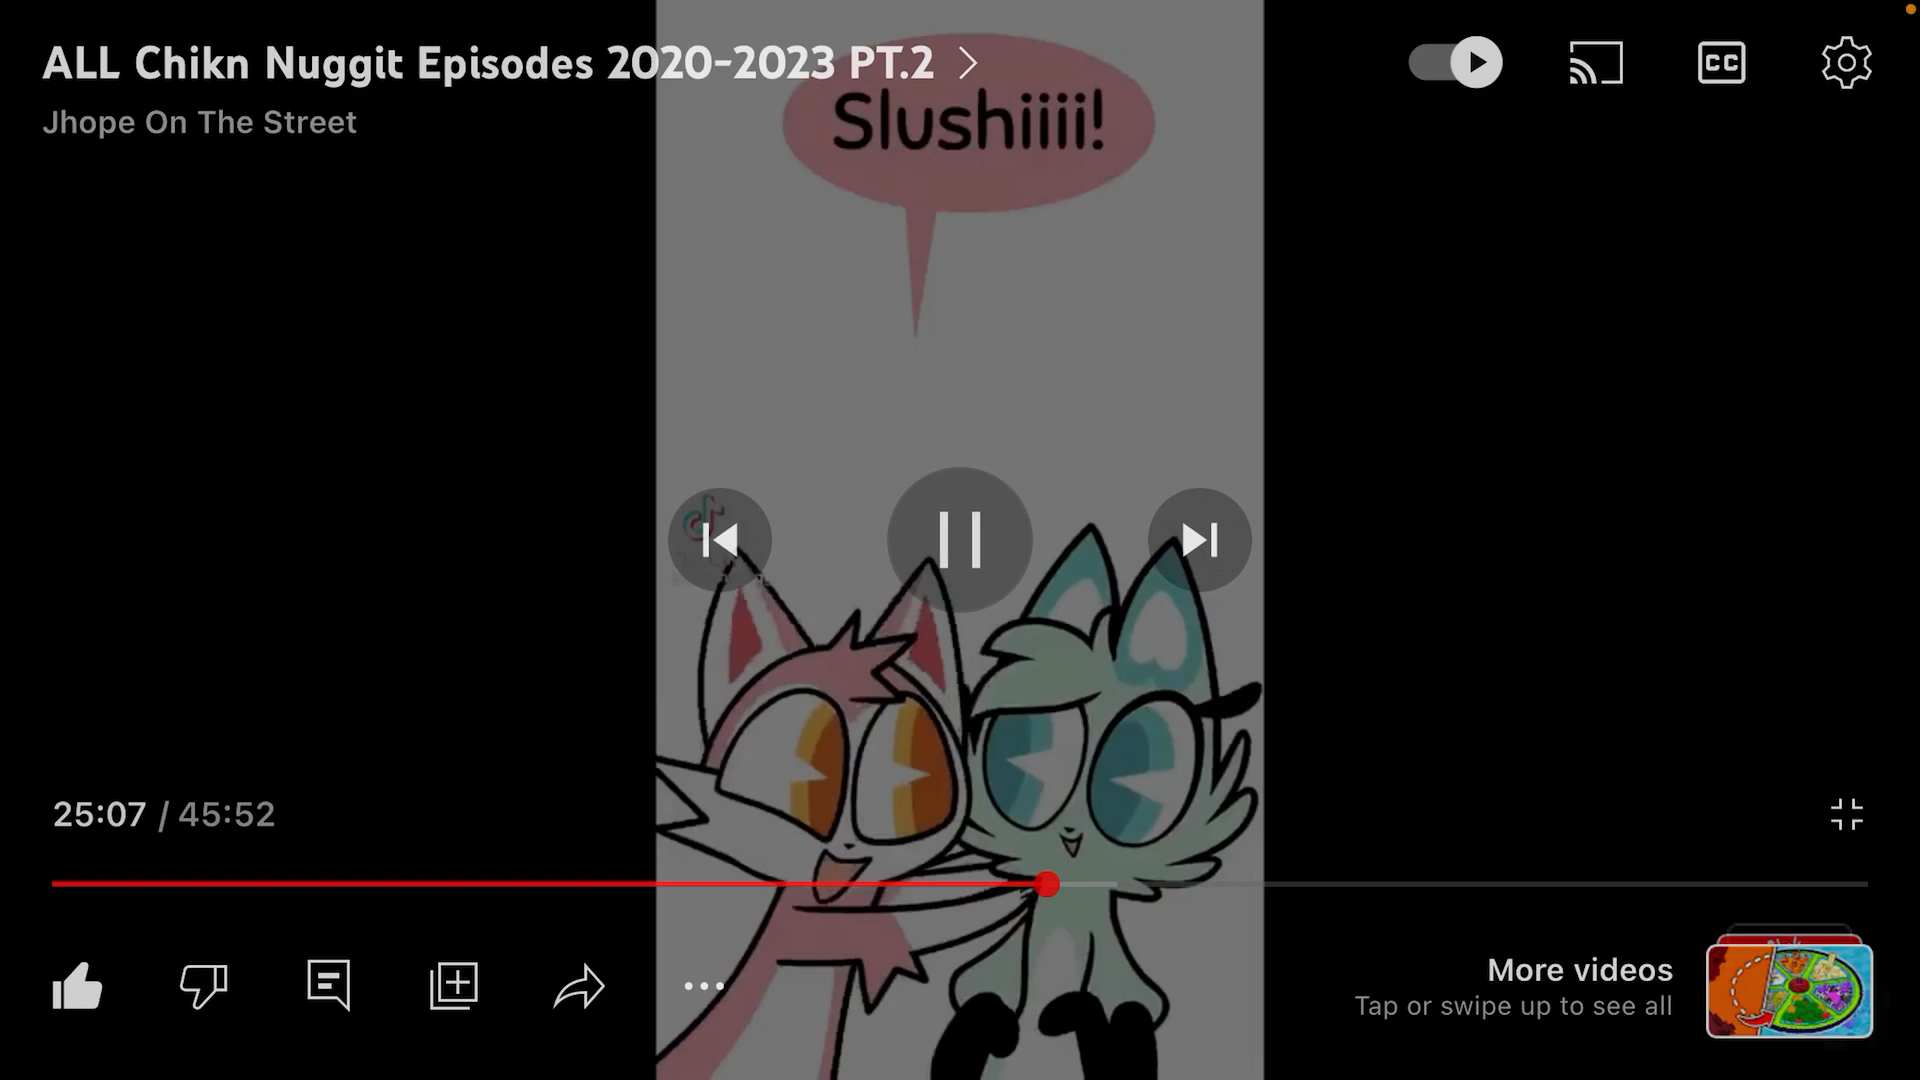 ALL Chikn Nuggit Episodes 2020-2023 PT.2
Jhope On The Street
CC
Slushiiii!
25:07 / 45:52
More videos
Tap or swipe up to see all